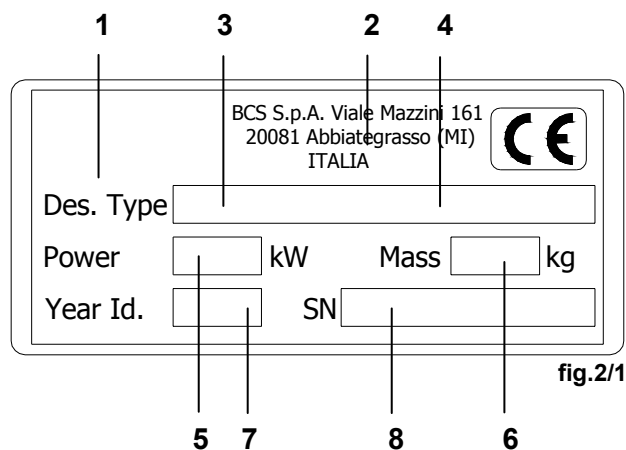 1 3 2 4
BCS S.p.A. Viale Mazzini 161
20081 Abbiategrasso (MI)
ITALIA
CE
Des. Type
Power kW Mass kg
Year Id. SN
fig.2/1
5 7 8 6